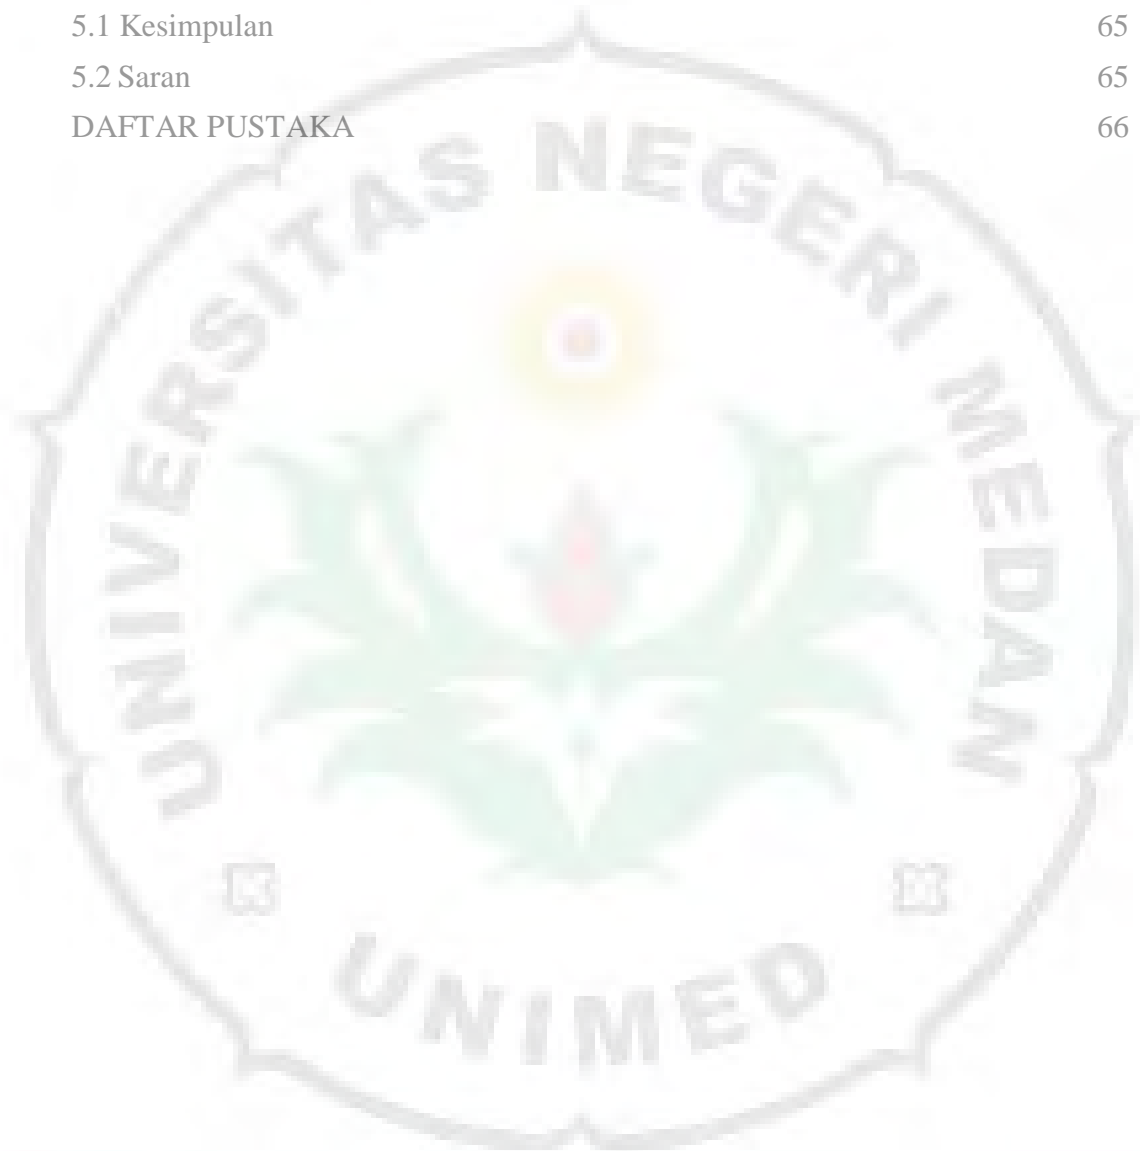 5.1 Kesimpulan 65
5.2 Saran 65
DAFTAR PUSTAKA 66
UNIVERSITAS NEGERI MEDAN
UNIMED